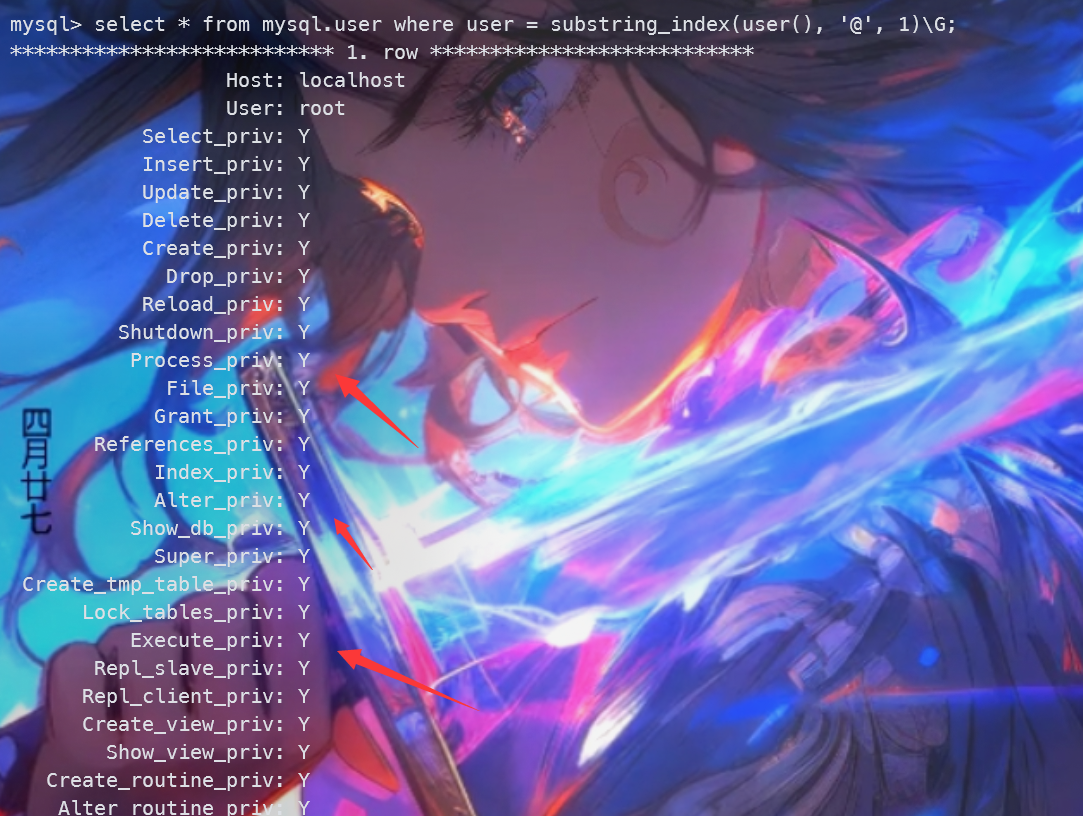 mysql> select * from mysql.user where user = substring_index(user(), '@', 1)\G;
*************************** 1. row ***************************
Host: localhost
User: root
Select_priv: Y
Insert_priv: Y
Update_priv: Y
Delete_priv: Y
Create_priv: Y
Drop_priv: Y
Reload_priv: Y
Shutdown_priv: Y
Process_priv: Y
File_priv: Y
Grant_priv: Y
References_priv: Y
Index_priv: Y
Alter_priv: Y
Show_db_priv: Y
Super_priv: Y
Create_tmp_table_priv: Y
Lock_tables_priv: Y
Execute_priv: Y
Repl_slave_priv: Y
Repl_client_priv: Y
Create_view_priv: Y
Show_view_priv: Y
Create_routine_priv: Y
Alter_routine_priv: Y
四月廿七